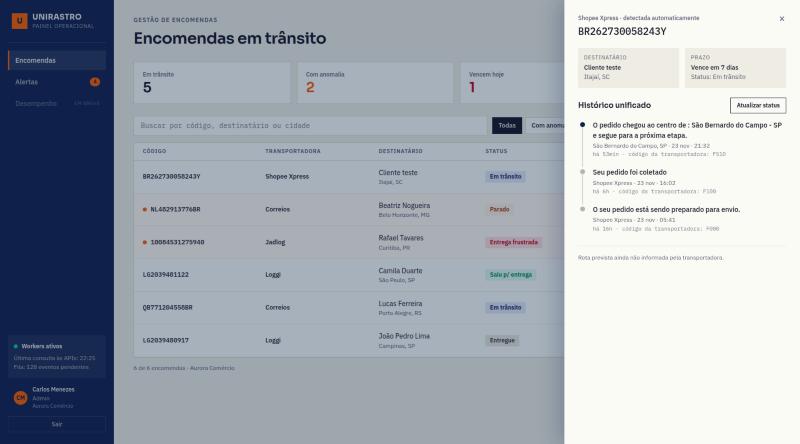 U
UNIRASTRO
PAINEL OPERACIONAL
Encomendas
Alertas
4
Desempenho
EM BREVE
Workers ativos
Última consulta às APIs: 22:25
Fila: 128 eventos pendentes
CM
Carlos Menezes
Admin
Aurora Comércio
Sair
GESTÃO DE ENCOMENDAS
Encomendas em trânsito
Em trânsito
5
Com anomalia
2
Vencem hoje
1
Buscar por código, destinatário ou cidade
Todas
Com anoma
CÓDIGO TRANSPORTADORA DESTINATÁRIO STATUS
BR262730058243Y Shopee Xpress Cliente teste Em trânsito
Itajaí, SC
NL482913776BR Correios Beatriz Nogueira Parado
Belo Horizonte, MG
10084531275940 Jadlog Rafael Tavares Entrega frustrada
Curitiba, PR
LG2039481122 Loggi Camila Duarte Saiu p/ entrega
São Paulo, SP
QB771204558BR Correios Lucas Ferreira Em trânsito
Porto Alegre, RS
LG2039480917 Loggi João Pedro Lima Entregue
Campinas, SP
6 de 6 encomendas · Aurora Comércio
Shopee Xpress · detectada automaticamente
×
BR262730058243Y
DESTINATÁRIO
Cliente teste
Itajaí, SC
PRAZO
Vence em 7 dias
Status: Em trânsito
Histórico unificado
Atualizar status
O pedido chegou ao centro de : São Bernardo do Campo - SP
e segue para a próxima etapa.
São Bernardo do Campo, SP · 23 nov · 21:32
há 53min · código da transportadora: F510
Seu pedido foi coletado
Shopee Xpress · 23 nov · 16:02
há 6h · código da transportadora: F100
O seu pedido está sendo preparado para envio.
Shopee Xpress · 23 nov · 05:41
há 16h · código da transportadora: F000
Rota prevista ainda não informada pela transportadora.